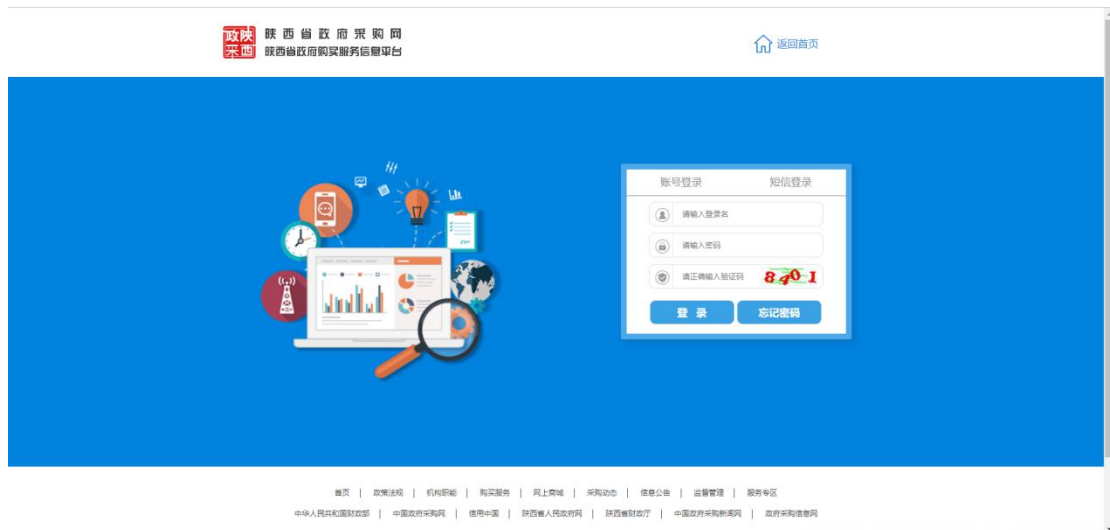 政陕
采西
陕西省政府采购网
陕西省政府购买服务信息平台
返回首页
账号登录 短信登录
请输入登录名
请输入密码
请正确输入验证码 8401
登 录 忘记密码
首页 | 政策法规 | 机构职能 | 购买服务 | 网上商城 | 采购动态 | 信息公告 | 监督管理 | 服务专区
中华人民共和国财政部 | 中国政府采购网 | 信用中国 | 陕西省人民政府网 | 陕西省财政厅 | 中国政府采购新闻网 | 政府采购信息网